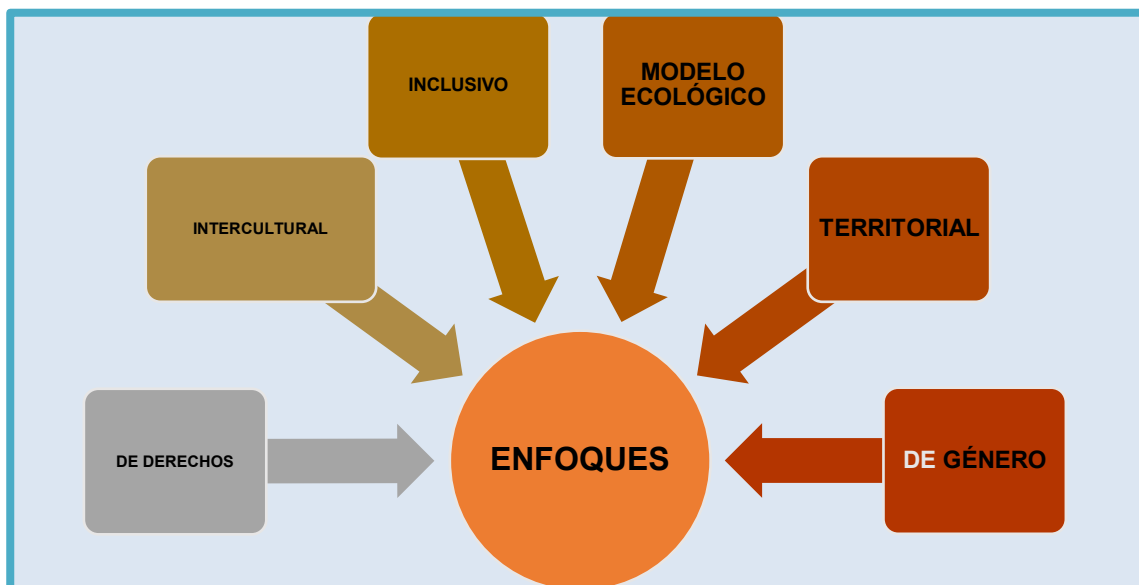 INCLUSIVO
MODELO
ECOLÓGICO
INTERCULTURAL
TERRITORIAL
DE DERECHOS
ENFOQUES
DE GÉNERO